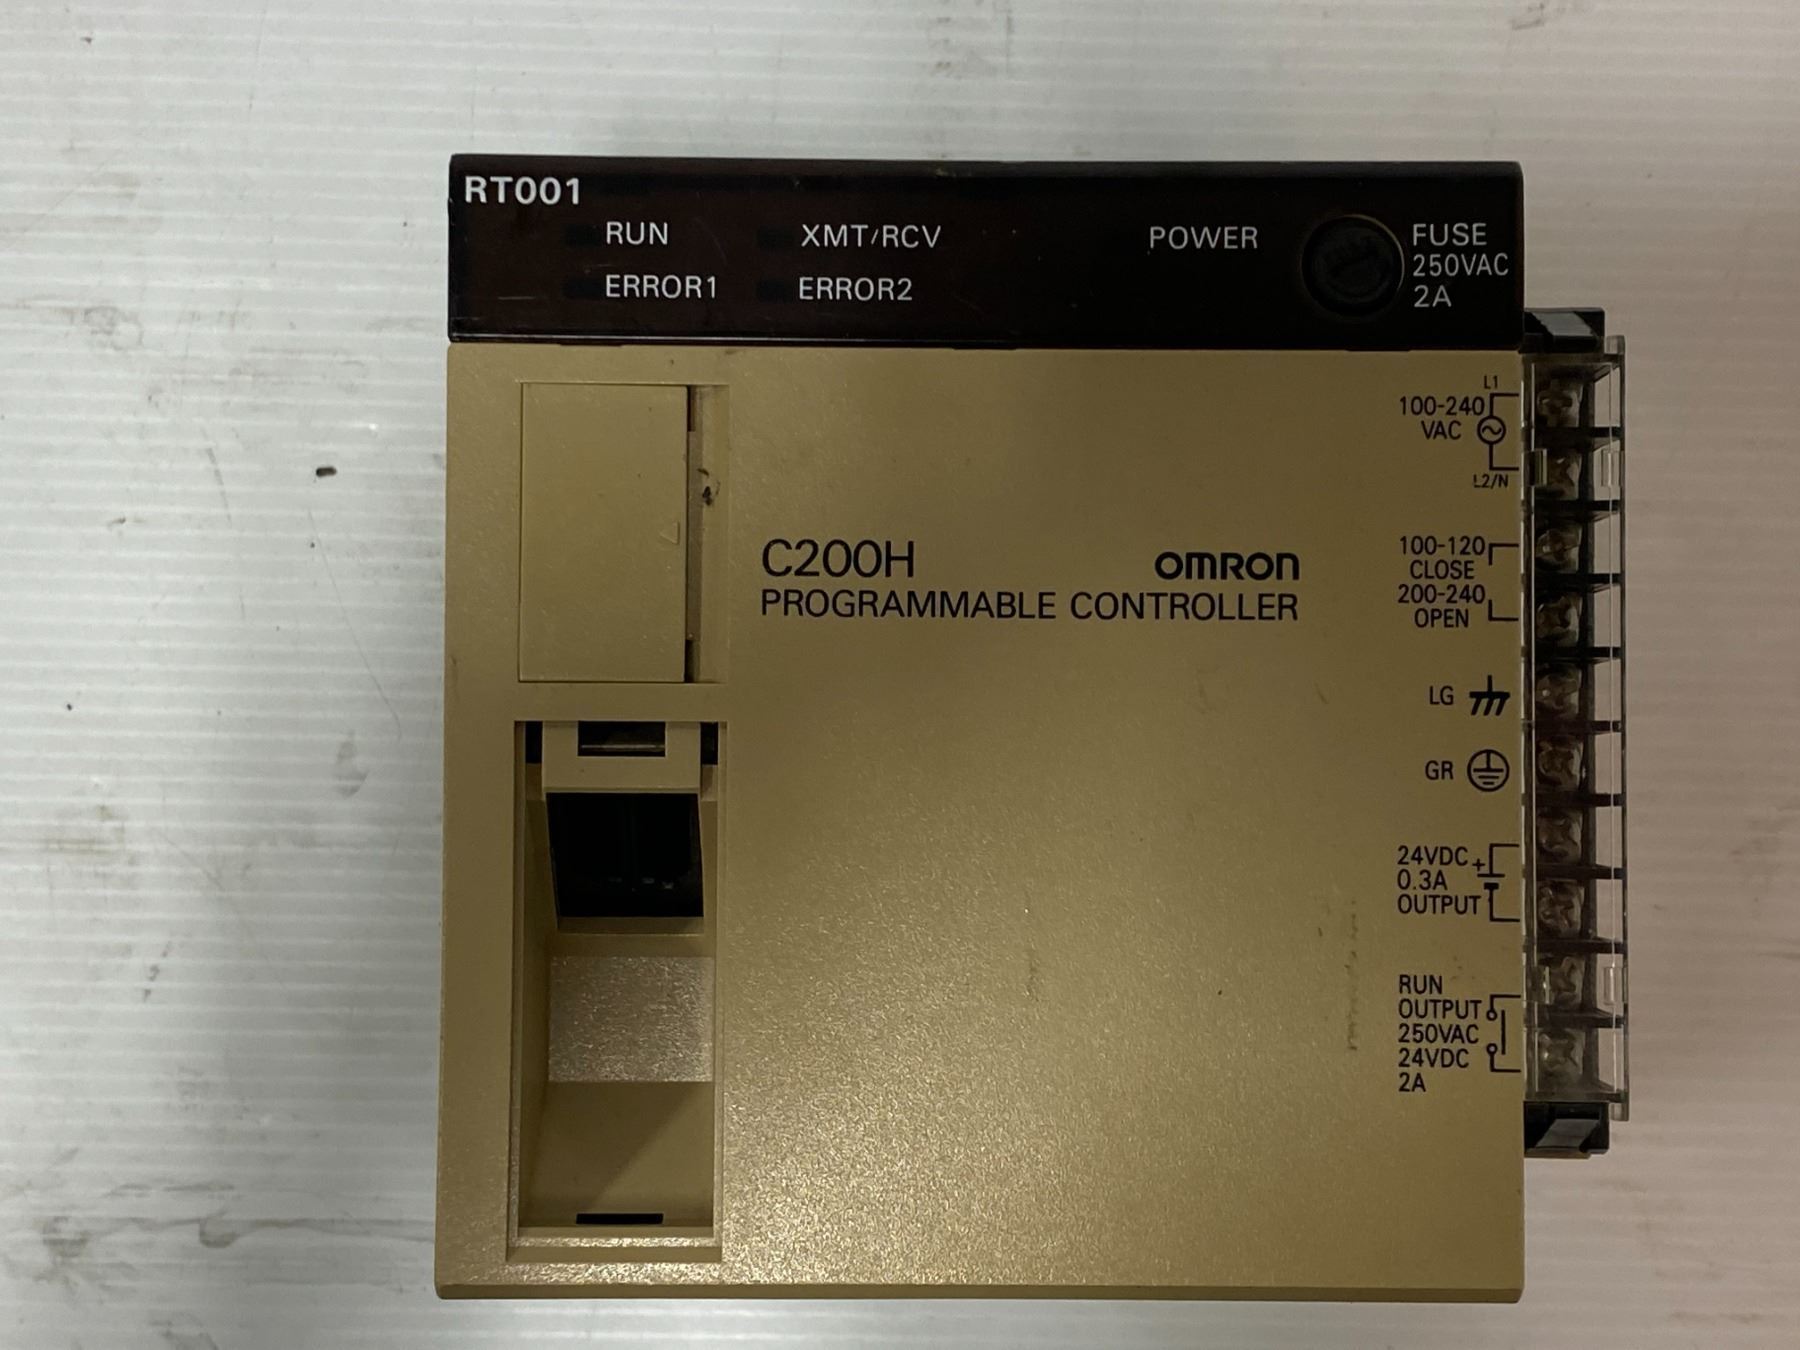 RT001
RUN
XMT/RCV
POWER
FUSE
250VAC
2A
ERROR1
ERROR2
C200H
OMRON
PROGRAMMABLE CONTROLLER
L1
100-240
VAC
L2/N
100-120
CLOSE
200-240
OPEN
LG
GR
24VDC +
0.3A
OUTPUT
RUN
OUTPUT
250VAC
24VDC
2A